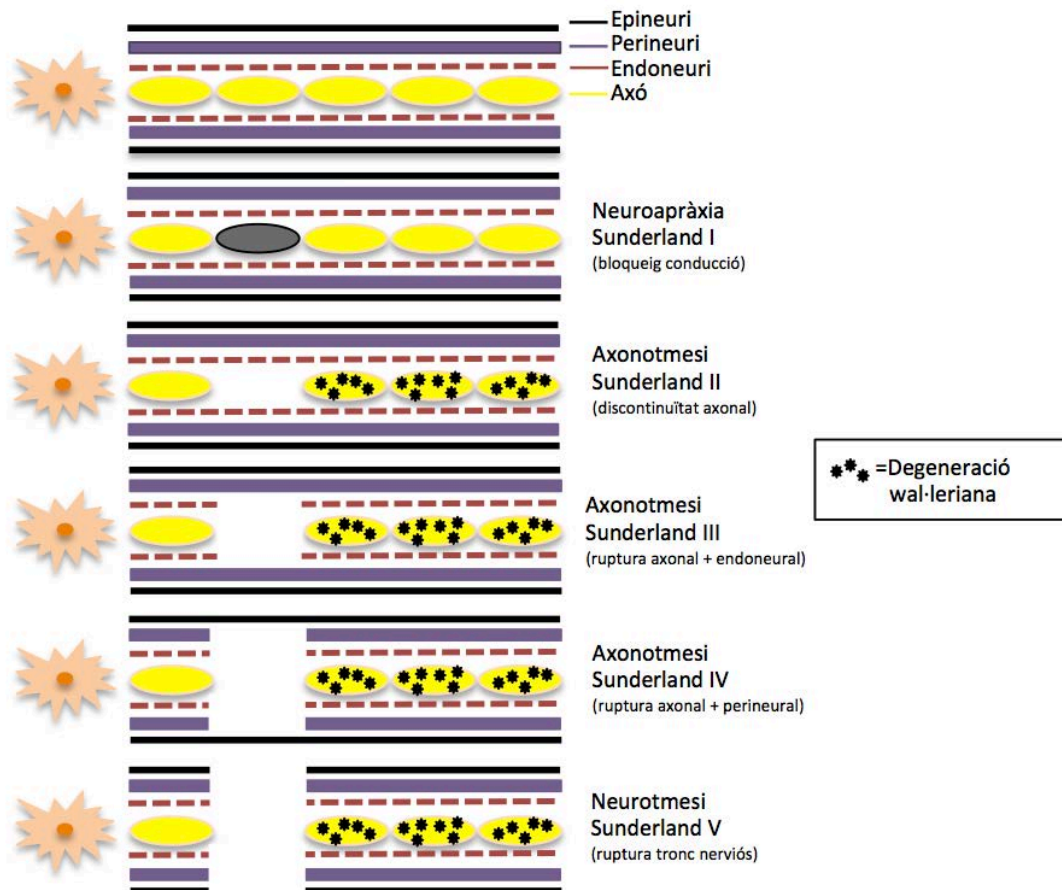 Epineuri
Perineuri
Endoneuri
Axó
Neuroapràxia
Sunderland I
(bloqueig conducció)
Axonotmesi
Sunderland II
(discontinuïtat axonal)
=Degeneració
wal·leriana
Axonotmesi
Sunderland III
(ruptura axonal + endoneural)
Axonotmesi
Sunderland IV
(ruptura axonal + perineural)
Neurotmesi
Sunderland V
(ruptura tronc nerviós)